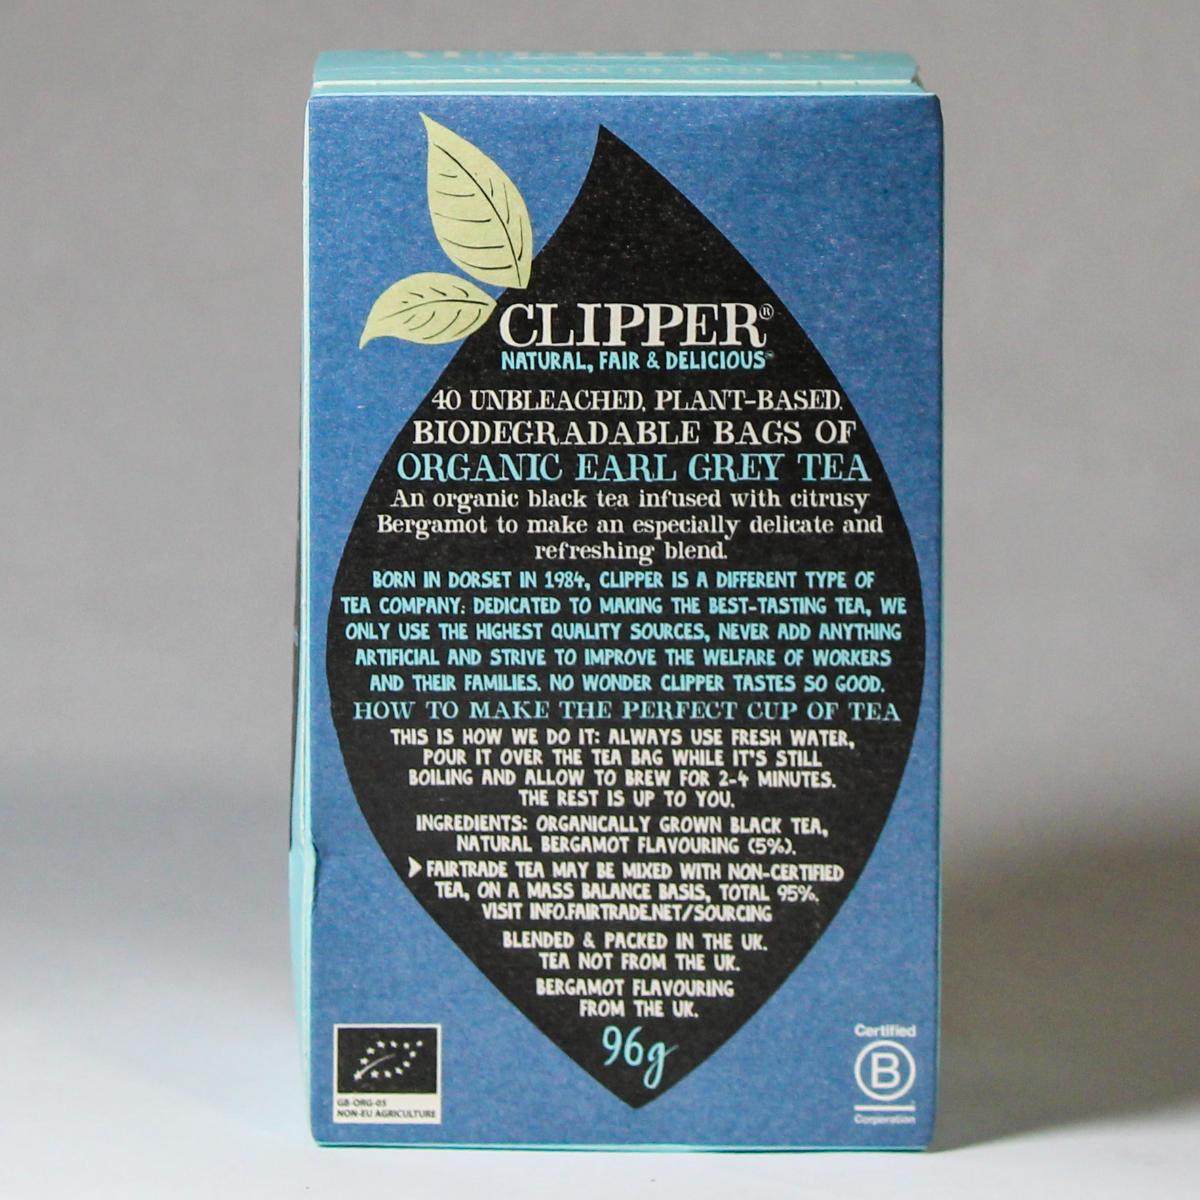 CLIPPER®
NATURAL, FAIR & DELICIOUS™
40 UNBLEACHED, PLANT-BASED,
BIODEGRADABLE BAGS OF
ORGANIC EARL GREY TEA
An organic black tea infused with citrusy
Bergamot to make an especially delicate and
refreshing blend.
BORN IN DORSET IN 1984, CLIPPER IS A DIFFERENT TYPE OF
TEA COMPANY: DEDICATED TO MAKING THE BEST-TASTING TEA, WE
ONLY USE THE HIGHEST QUALITY SOURCES, NEVER ADD ANYTHING
ARTIFICIAL AND STRIVE TO IMPROVE THE WELFARE OF WORKERS
AND THEIR FAMILIES. NO WONDER CLIPPER TASTES SO GOOD.
HOW TO MAKE THE PERFECT CUP OF TEA
THIS IS HOW WE DO IT: ALWAYS USE FRESH WATER,
POUR IT OVER THE TEA BAG WHILE IT'S STILL
BOILING AND ALLOW TO BREW FOR 2-4 MINUTES.
THE REST IS UP TO YOU.
INGREDIENTS: ORGANICALLY GROWN BLACK TEA,
NATURAL BERGAMOT FLAVOURING (5%).
FAIRTRADE TEA MAY BE MIXED WITH NON-CERTIFIED
TEA, ON A MASS BALANCE BASIS, TOTAL 95%.
VISIT INFO.FAIRTRADE.NET/SOURCING
BLENDED & PACKED IN THE UK.
TEA NOT FROM THE UK.
BERGAMOT FLAVOURING
FROM THE UK.
96g
GB-ORG-05
NON-EU AGRICULTURE
Certified
B
Corporation